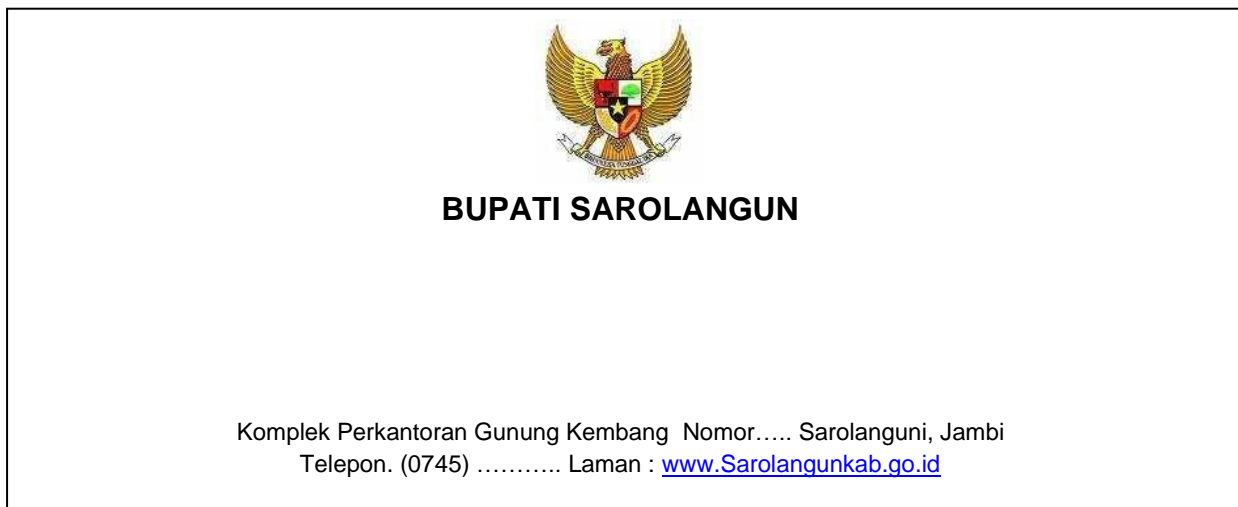 BUPATI SAROLANGUN
Komplek Perkantoran Gunung Kembang Nomor….. Sarolanguni, Jambi
Telepon. (0745) ……….. Laman : www.Sarolangunkab.go.id